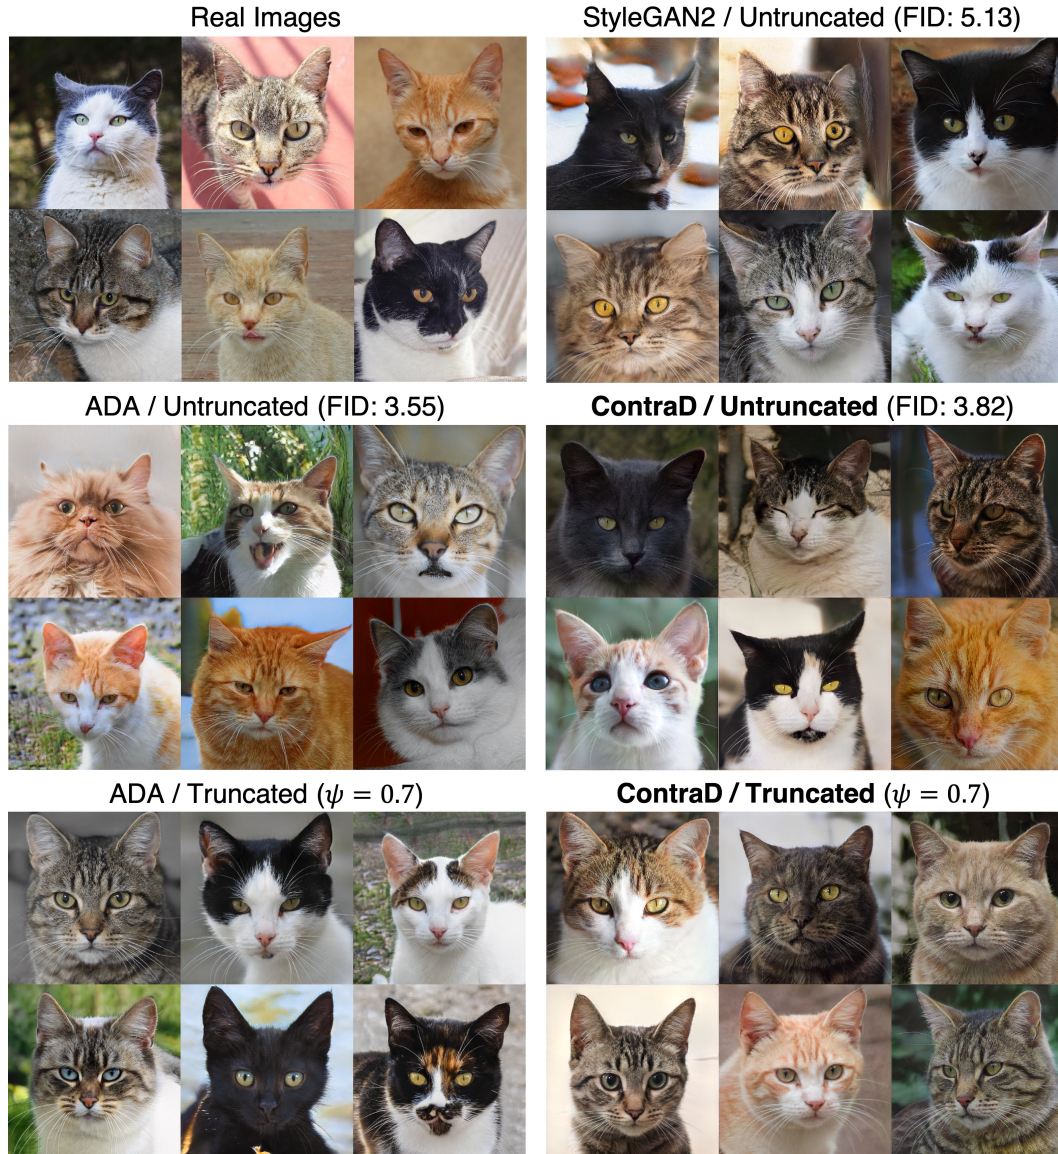 Real Images
StyleGAN2 / Untruncated (FID: 5.13)
ADA / Untruncated (FID: 3.55)
ContraD / Untruncated (FID: 3.82)
ADA / Truncated (ψ = 0.7)
ContraD / Truncated (ψ = 0.7)